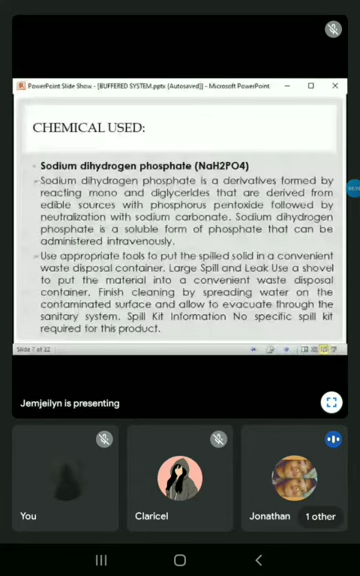 PowerPoint Slide Show - [BUFFERED SYSTEM.pptx (Autosaved)] - Microsoft PowerPoint
CHEMICAL USED:
Sodium dihydrogen phosphate (NaH2PO4)
Sodium dihydrogen phosphate is a derivatives formed by
reacting mono and diglycerides that are derived from
edible sources with phosphorus pentoxide followed by
neutralization with sodium carbonate. Sodium dihydrogen
phosphate is a soluble form of phosphate that can be
administered intravenously.
Use appropriate tools to put the spilled solid in a convenient
waste disposal container. Large Spill and Leak Use a shovel
to put the material into a convenient waste disposal
container. Finish cleaning by spreading water on the
contaminated surface and allow to evacuate through the
sanitary system. Spill Kit Information No specific spill kit
required for this product.
Slide 7 of 22
Jemjeilyn is presenting
You
Claricel
Jonathan
1 other